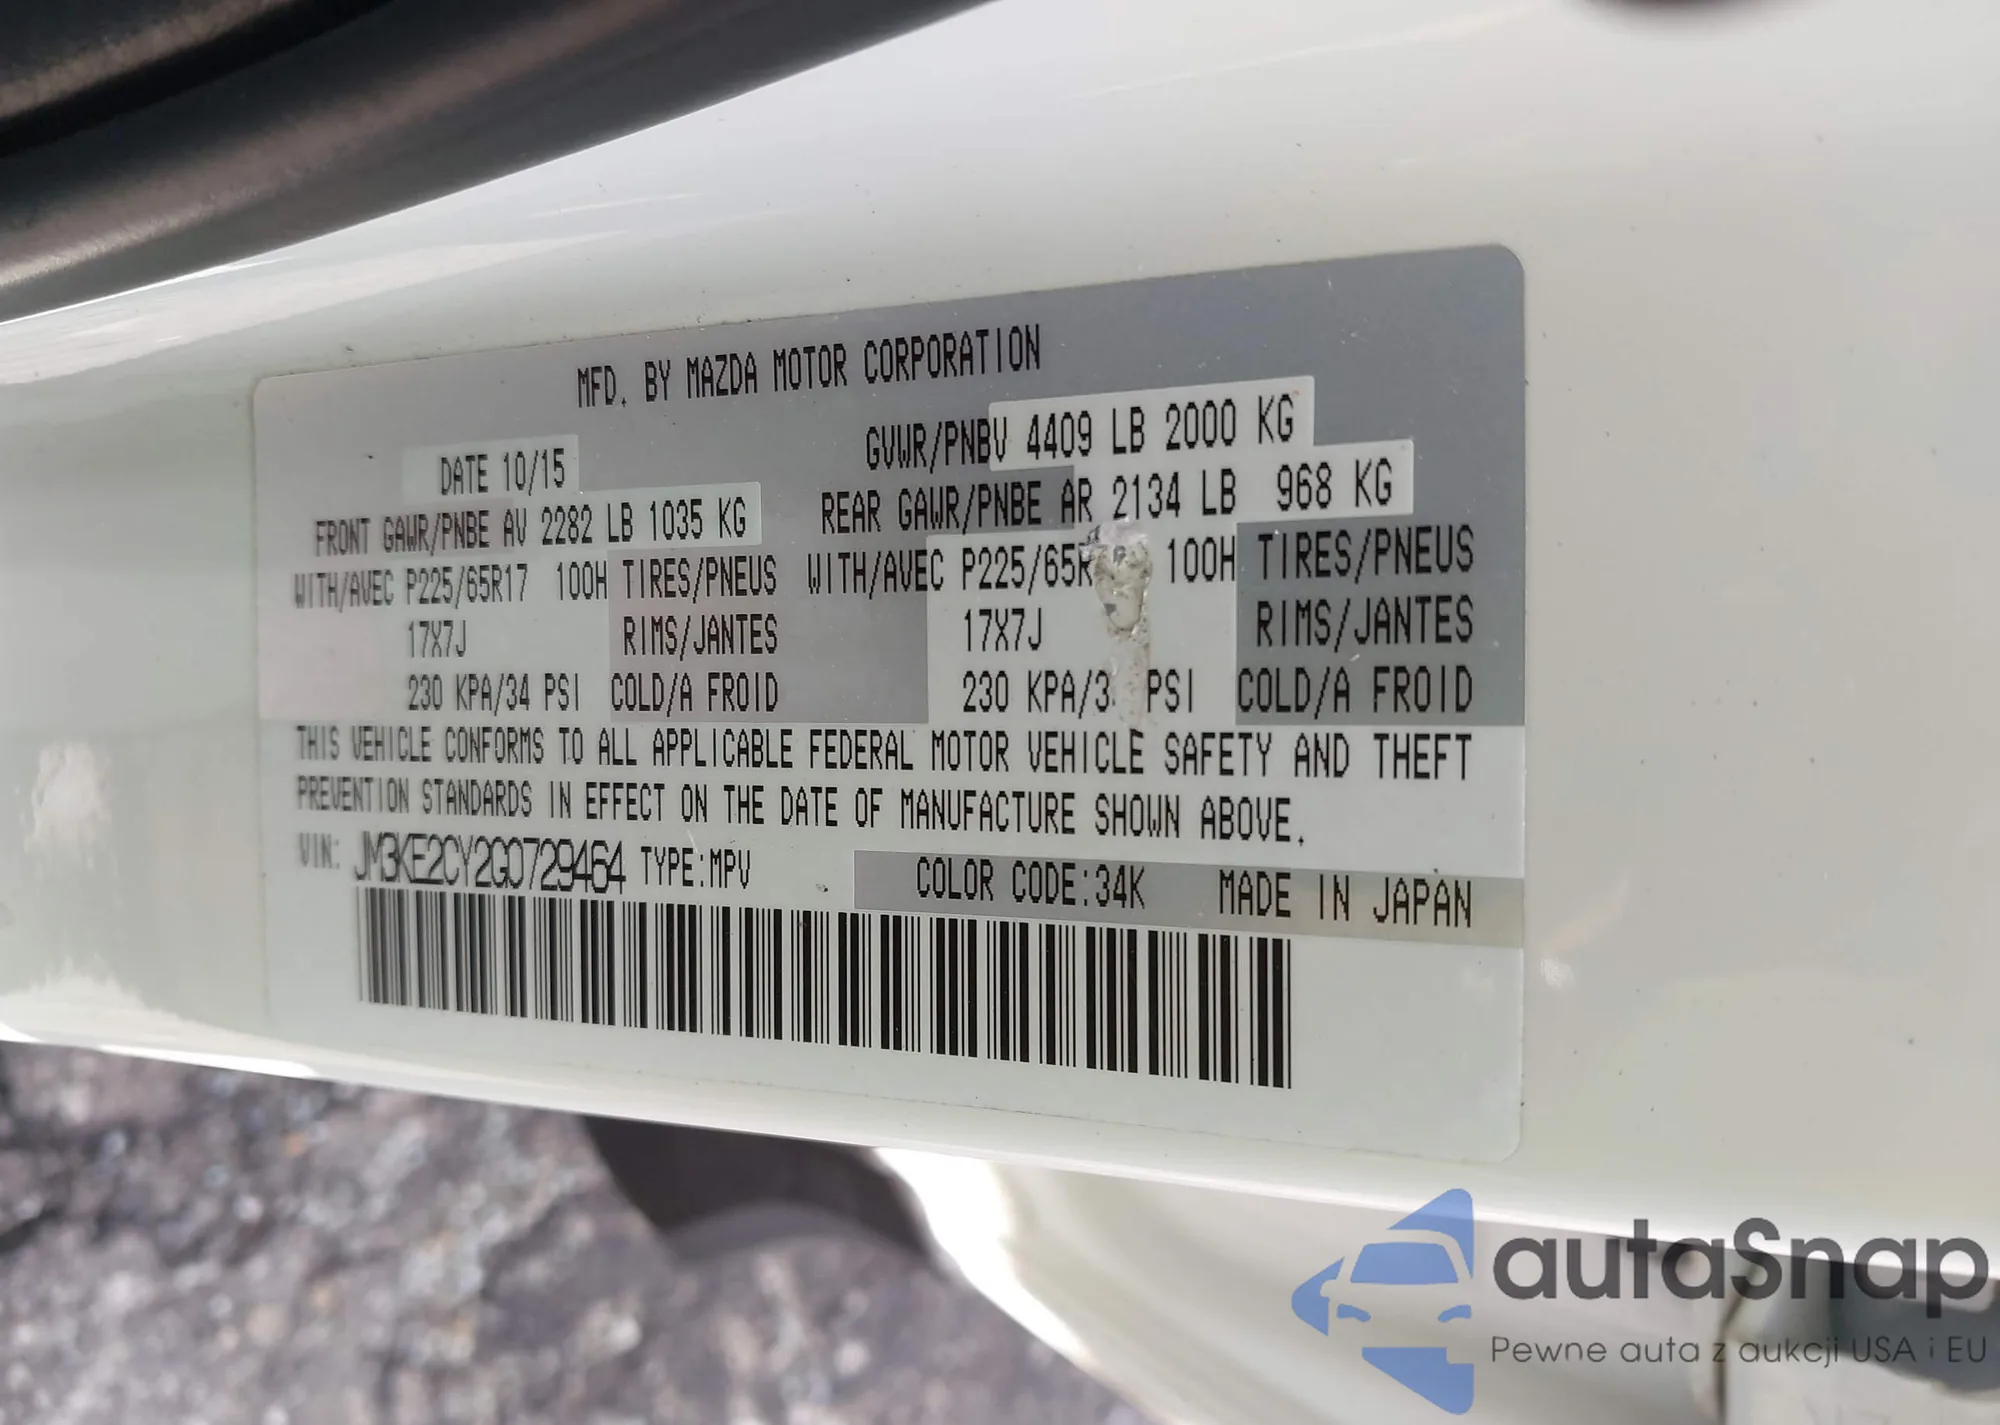 MFD. BY MAZDA MOTOR CORPORATION
DATE 10/15 GVWR/PNBV 4409 LB 2000 KG
FRONT GAWR/PNBE AV 2282 LB 1035 KG REAR GAWR/PNBE AR 2134 LB 968 KG
WITH/AVEC P225/65R17 100H TIRES/PNEUS WITH/AVEC P225/65R 100H TIRES/PNEUS
17X7J RIMS/JANTES 17X7J RIMS/JANTES
230 KPA/34 PSI COLD/A FROID 230 KPA/3 PSI COLD/A FROID
THIS VEHICLE CONFORMS TO ALL APPLICABLE FEDERAL MOTOR VEHICLE SAFETY AND THEFT
PREVENTION STANDARDS IN EFFECT ON THE DATE OF MANUFACTURE SHOWN ABOVE.
VIN: JM3KE2CY2G0729464 TYPE:MPV COLOR CODE:34K MADE IN JAPAN
autaSnap
Pewne auta z aukcji USA i EU